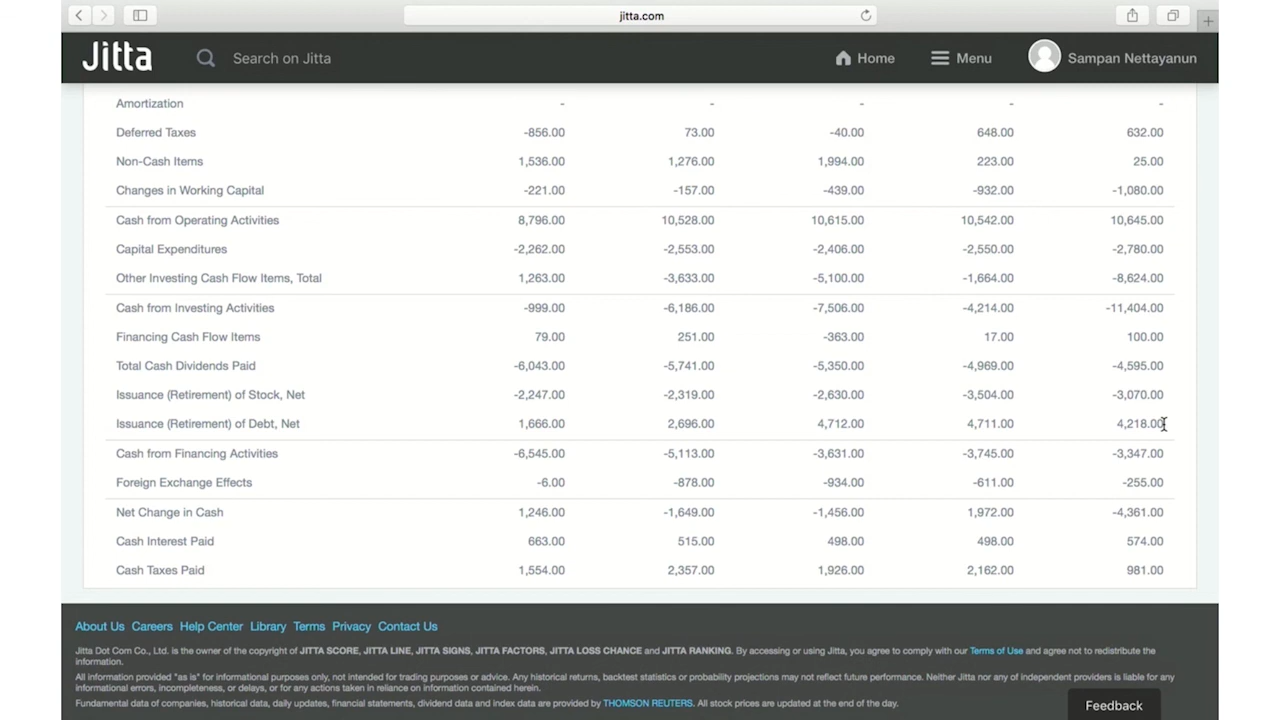 jitta.com
Jitta Search on Jitta Home Menu Sampan Nettayanun
Amortization - - - - -
Deferred Taxes -856.00 73.00 -40.00 648.00 632.00
Non-Cash Items 1,536.00 1,276.00 1,994.00 223.00 25.00
Changes in Working Capital -221.00 -157.00 -439.00 -932.00 -1,080.00
Cash from Operating Activities 8,796.00 10,528.00 10,615.00 10,542.00 10,645.00
Capital Expenditures -2,262.00 -2,553.00 -2,406.00 -2,550.00 -2,780.00
Other Investing Cash Flow Items, Total 1,263.00 -3,633.00 -5,100.00 -1,664.00 -8,624.00
Cash from Investing Activities -999.00 -6,186.00 -7,506.00 -4,214.00 -11,404.00
Financing Cash Flow Items 79.00 251.00 -363.00 17.00 100.00
Total Cash Dividends Paid -6,043.00 -5,741.00 -5,350.00 -4,969.00 -4,595.00
Issuance (Retirement) of Stock, Net -2,247.00 -2,319.00 -2,630.00 -3,504.00 -3,070.00
Issuance (Retirement) of Debt, Net 1,666.00 2,696.00 4,712.00 4,711.00 4,218.00
Cash from Financing Activities -6,545.00 -5,113.00 -3,631.00 -3,745.00 -3,347.00
Foreign Exchange Effects -6.00 -878.00 -934.00 -611.00 -255.00
Net Change in Cash 1,246.00 -1,649.00 -1,456.00 1,972.00 -4,361.00
Cash Interest Paid 663.00 515.00 498.00 498.00 574.00
Cash Taxes Paid 1,554.00 2,357.00 1,926.00 2,162.00 981.00
About Us Careers Help Center Library Terms Privacy Contact Us
Jitta Dot Com Co., Ltd. is the owner of the copyright of JITTA SCORE, JITTA LINE, JITTA SIGNS, JITTA FACTORS, JITTA LOSS CHANCE and JITTA RANKING. By accessing or using Jitta, you agree to comply with our Terms of Use and agree not to redistribute the
information.
All information provided "as is" for informational purposes only, not intended for trading purposes or advice. Any historical returns, backtest statistics or probability projections may not reflect future performance. Neither Jitta nor any of independent providers is liable for any
informational errors, incompleteness, or delays, or for any actions taken in reliance on information contained herein.
Fundamental data of companies, historical data, daily updates, financial statements, dividend data and index data are provided by THOMSON REUTERS. All stock prices are updated at the end of the day.
Feedback